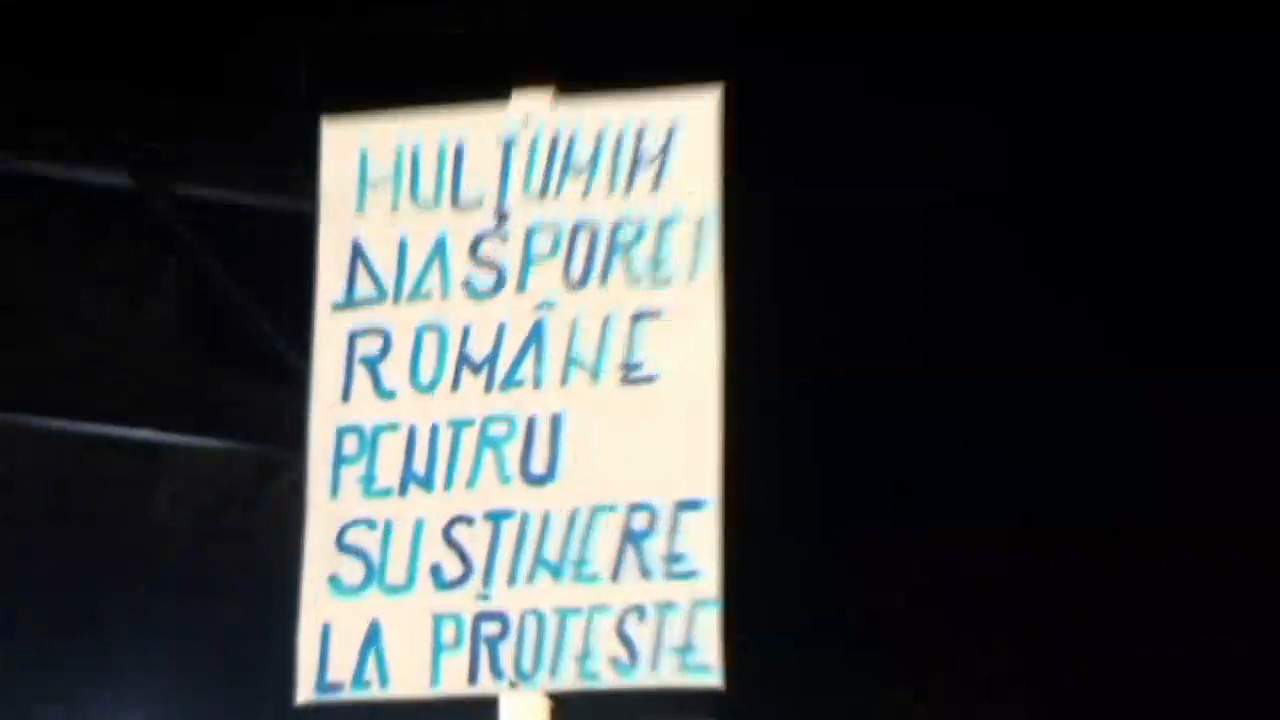 MULȚUMIM
DIASPOREI
ROMÂNE
PENTRU
SUSȚINERE
LA PROTESTE